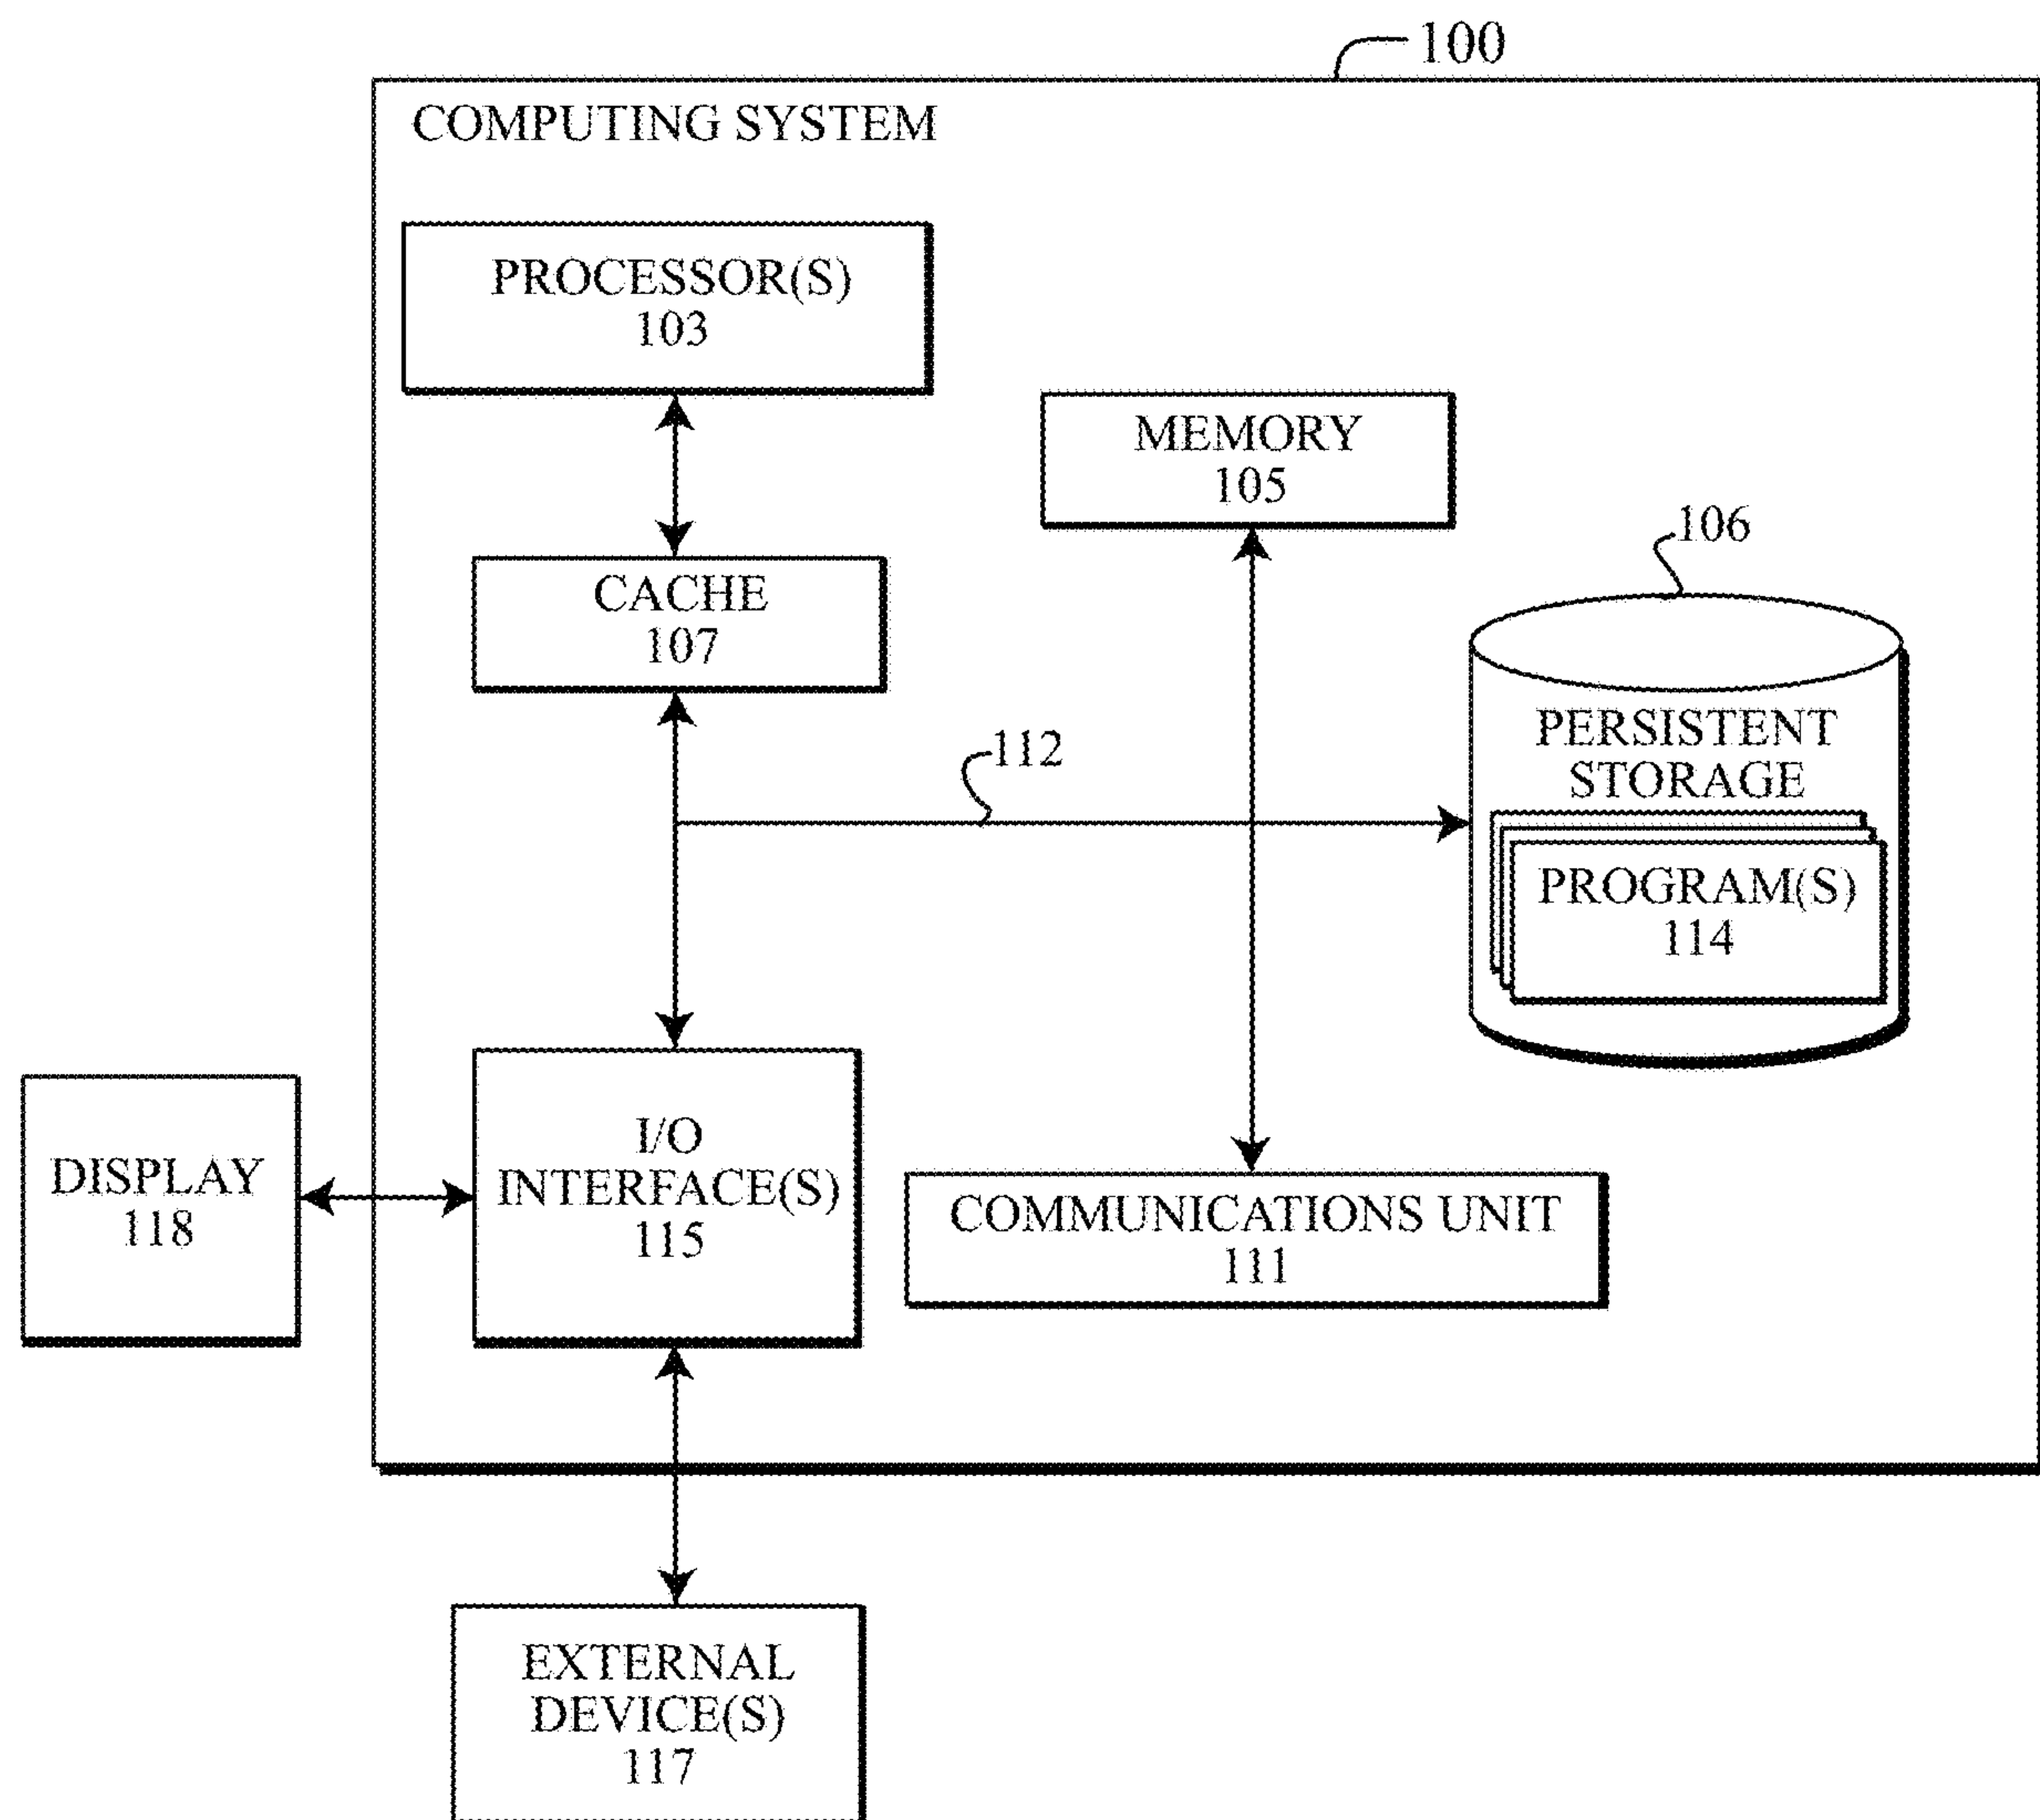 100
COMPUTING SYSTEM
PROCESSOR(S)
103
MEMORY
105
106
CACHE
107
112
PERSISTENT
STORAGE
PROGRAM(S)
114
I/O
INTERFACE(S)
115
DISPLAY
118
COMMUNICATIONS UNIT
111
EXTERNAL
DEVICE(S)
117